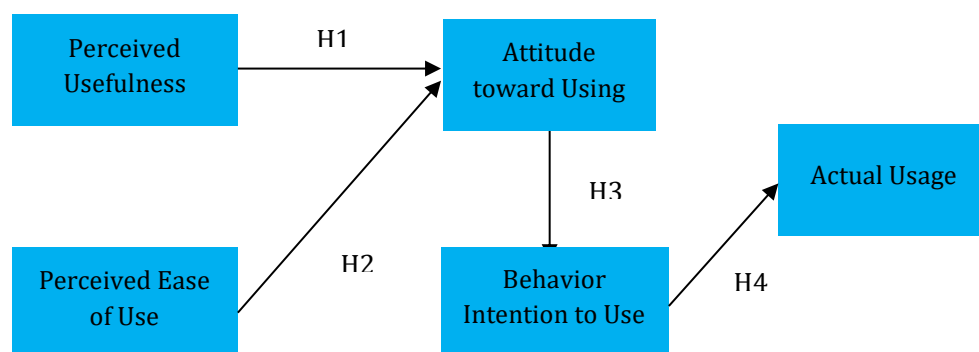 Perceived
Usefulness
H1
Attitude
toward Using
Actual Usage
H3
Perceived Ease
of Use
H2
Behavior
Intention to Use
H4